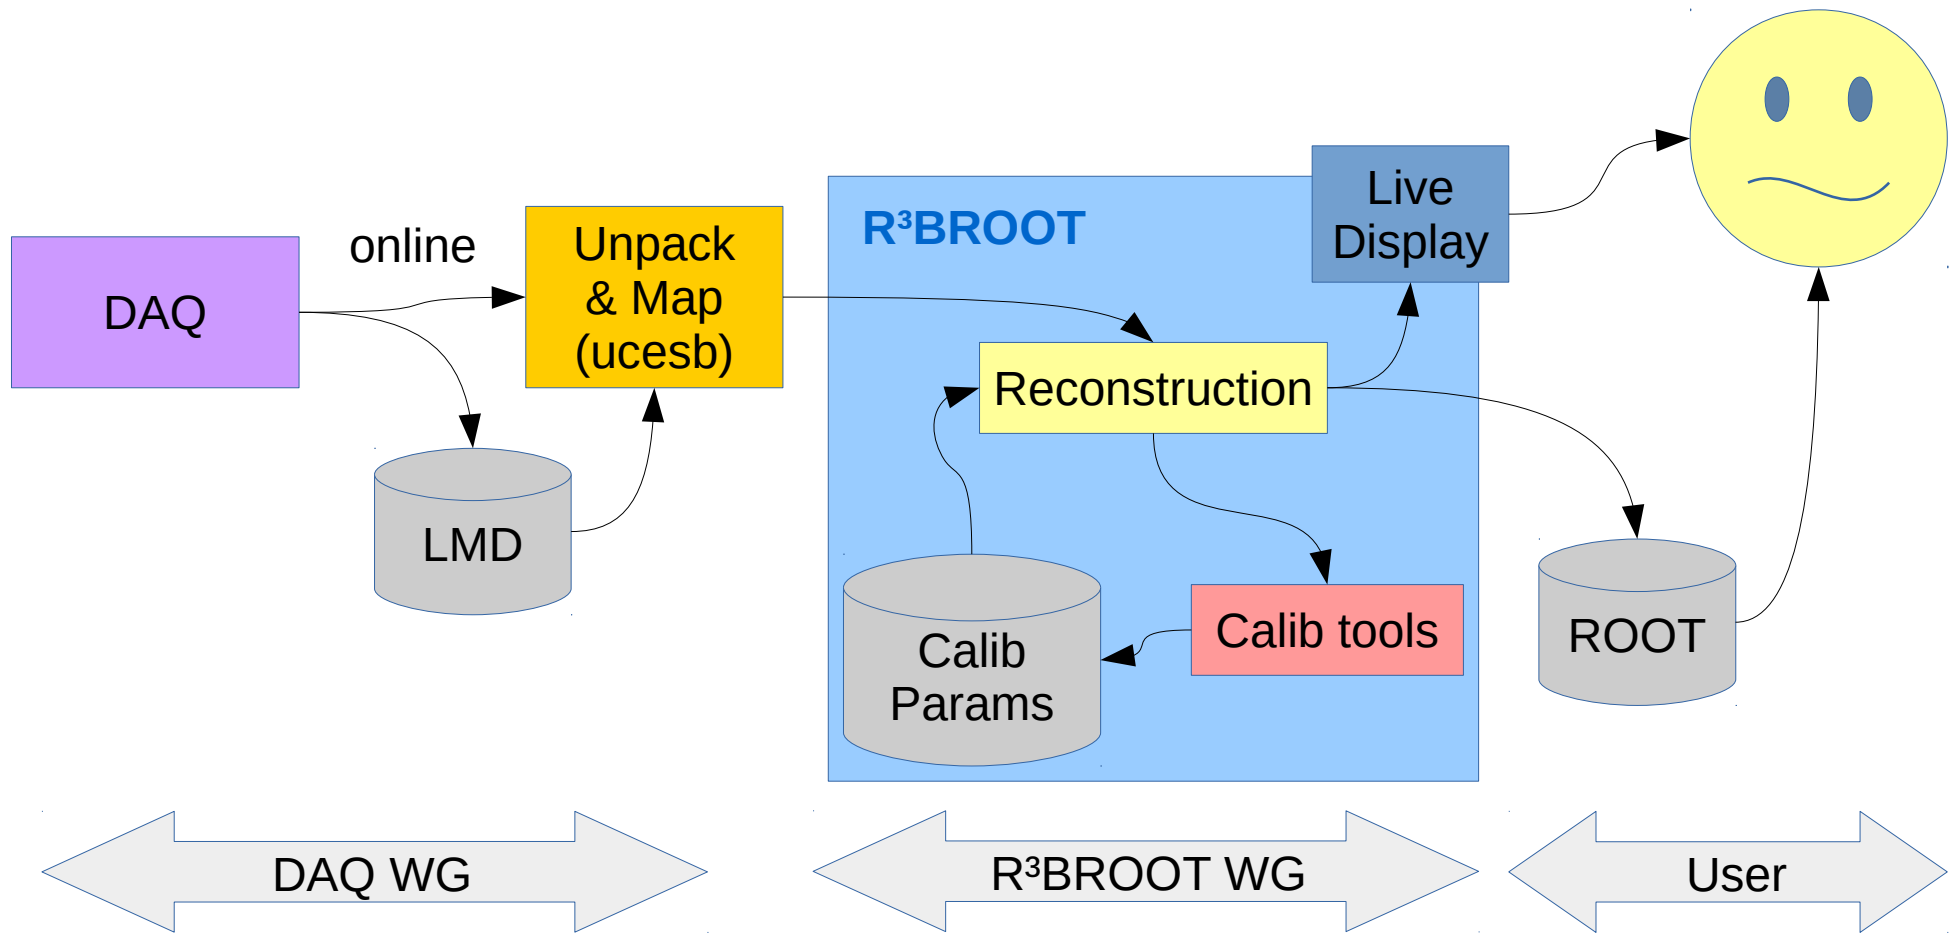 DAQ
online
Unpack
& Map
(ucesb)
LMD
R³BROOT
Live
Display
Reconstruction
Calib
Params
Calib tools
ROOT
DAQ WG
R³BROOT WG
User